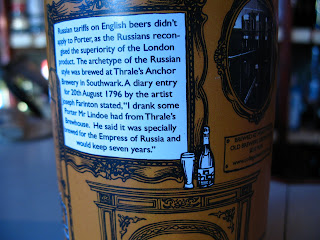 Russian tariffs on English beers didn't
apply to Porter, as the Russians recog-
nised the superiority of the London
product. The archetype of the Russian
style was brewed at Thrale's Anchor
Brewery in Southwark. A diary entry
for 20th August 1796 by the artist
Joseph Farinton stated, "I drank some
Porter Mr Lindoe had from Thrale's
Brewhouse. He said it was specially
brewed for the Empress of Russia and
would keep seven years."